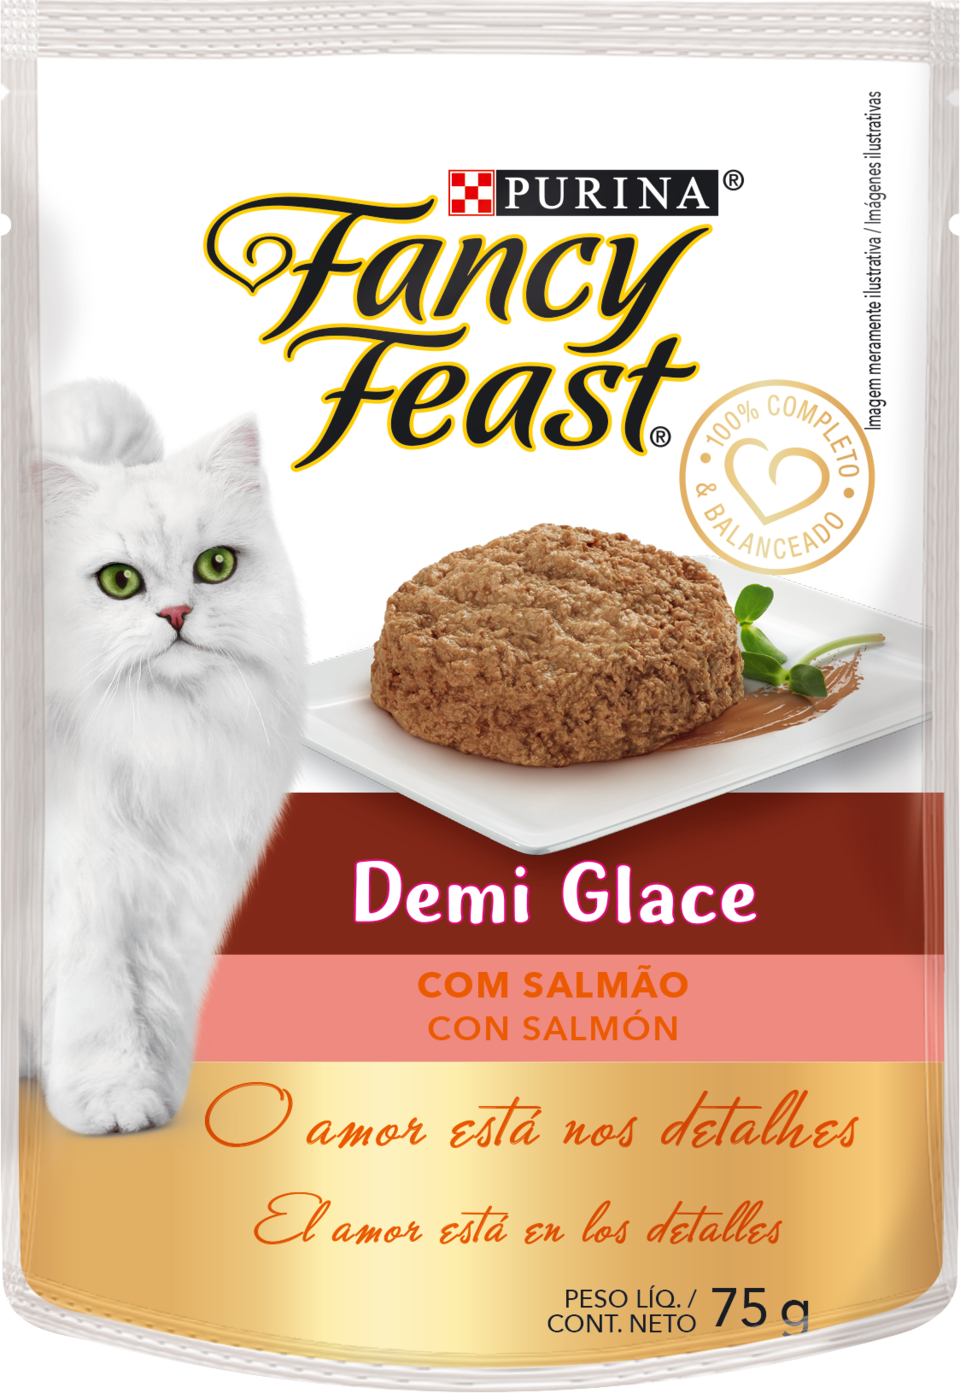 PURINA®
Fancy
Feast®
Imagem meramente ilustrativa / Imágenes ilustrativas
• 100% COMPLETO •
& BALANCEADO
Demi Glace
COM SALMÃO
CON SALMÓN
O amor está nos detalhes
El amor está en los detalles
PESO LÍQ. /
CONT. NETO 75 g